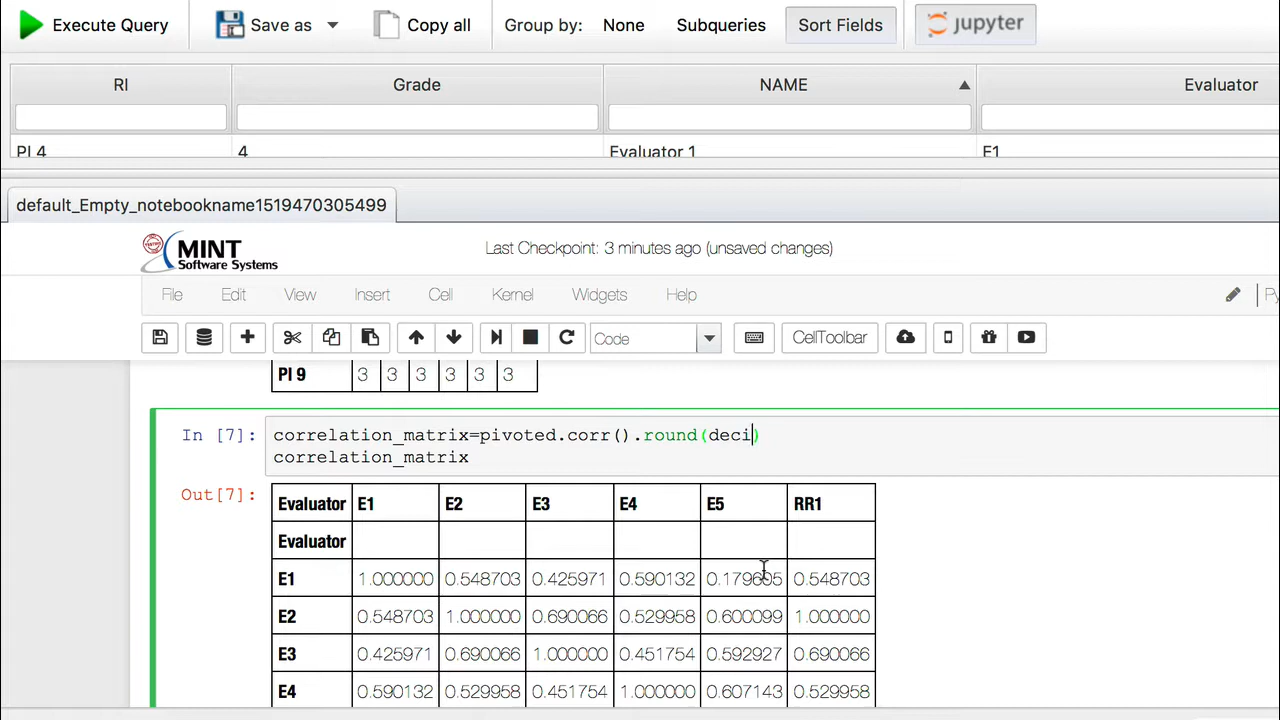 Execute Query Save as Copy all Group by: None Subqueries Sort Fields jupyter
RI Grade NAME Evaluator
PI 4 4 Evaluator 1 E1
default_Empty_notebookname1519470305499
MINT
Software Systems
Last Checkpoint: 3 minutes ago (unsaved changes)
File Edit View Insert Cell Kernel Widgets Help
Code CellToolbar
PI 9 3 3 3 3 3 3
In [7]: correlation_matrix=pivoted.corr().round(deci)
correlation_matrix
Out[7]:
Evaluator E1 E2 E3 E4 E5 RR1
Evaluator
E1 1.000000 0.548703 0.425971 0.590132 0.179605 0.548703
E2 0.548703 1.000000 0.690066 0.529958 0.600099 1.000000
E3 0.425971 0.690066 1.000000 0.451754 0.592927 0.690066
E4 0.590132 0.529958 0.451754 1.000000 0.607143 0.529958